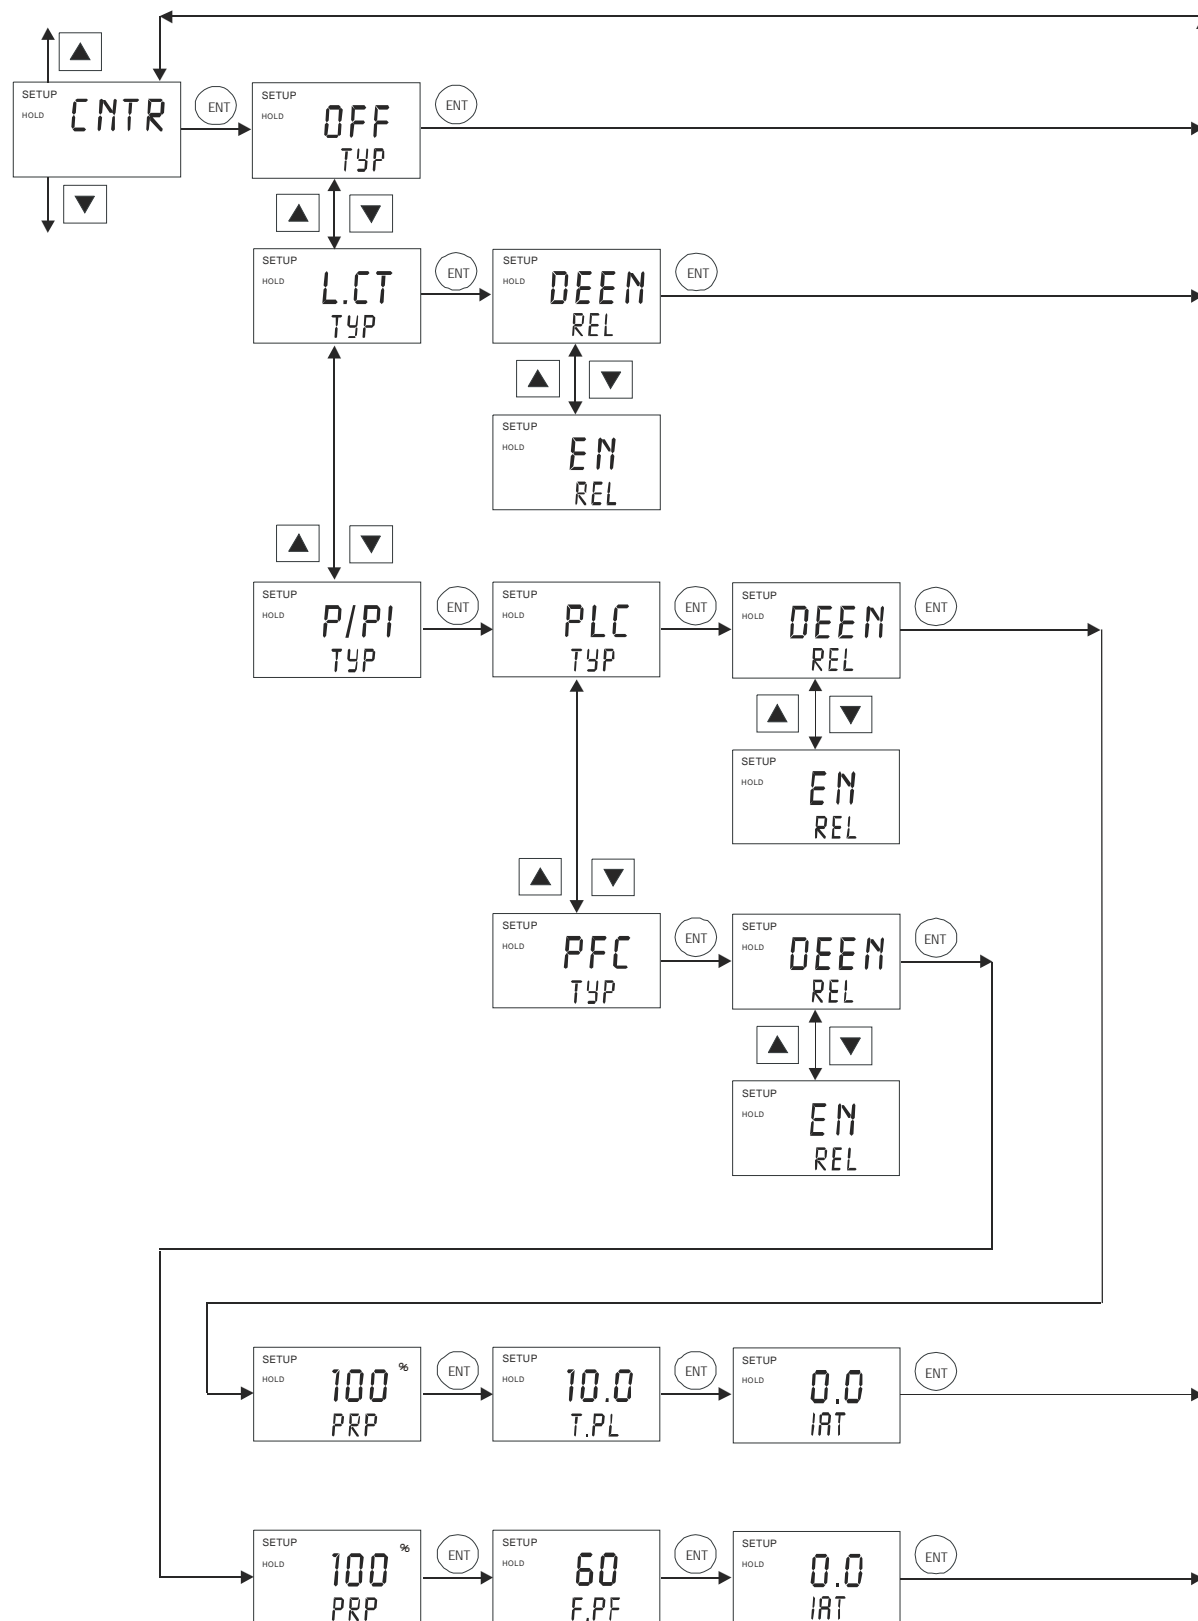 SETUP
HOLD
CNTR
ENT
SETUP
HOLD
OFF
TYP
ENT
SETUP
HOLD
L.CT
TYP
ENT
SETUP
HOLD
DEEN
REL
ENT
SETUP
HOLD
EN
REL
SETUP
HOLD
P/PI
TYP
ENT
SETUP
HOLD
PLC
TYP
ENT
SETUP
HOLD
DEEN
REL
ENT
SETUP
HOLD
EN
REL
SETUP
HOLD
PFC
TYP
ENT
SETUP
HOLD
DEEN
REL
ENT
SETUP
HOLD
EN
REL
SETUP
HOLD
100 %
PRP
ENT
SETUP
HOLD
10.0
T.PL
ENT
SETUP
HOLD
0.0
IAT
ENT
SETUP
HOLD
100 %
PRP
ENT
SETUP
HOLD
60
F.PF
ENT
SETUP
HOLD
0.0
IAT
ENT